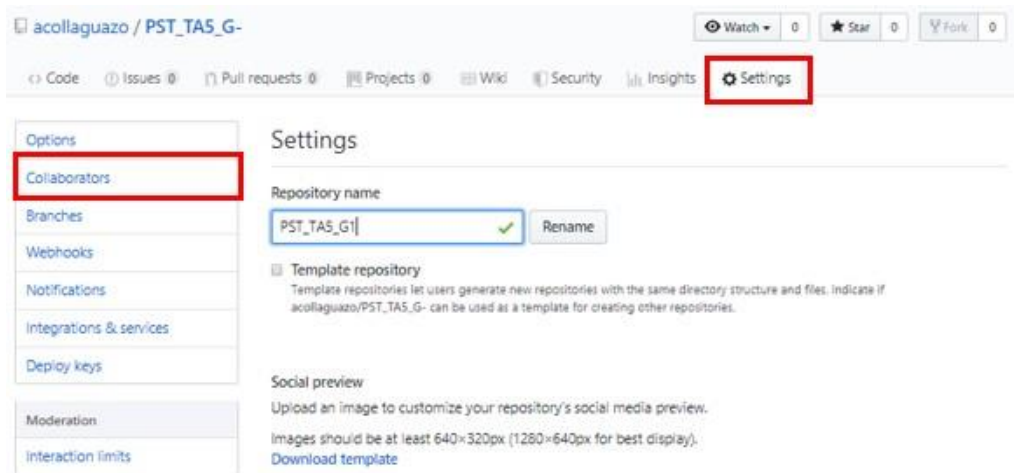 acollaguazo / PST_TA5_G-
Watch 0 Star 0 Fork 0
Code Issues 0 Pull requests 0 Projects 0 Wiki Security Insights Settings
Options
Collaborators
Branches
Webhooks
Notifications
Integrations & services
Deploy keys
Moderation
Interaction limits
Settings
Repository name
PST_TA5_G1
Rename
Template repository
Template repositories let users generate new repositories with the same directory structure and files. Indicate if
acollaguazo/PST_TA5_G- can be used as a template for creating other repositories.
Social preview
Upload an image to customize your repository's social media preview.
Images should be at least 640×320px (1280×640px for best display).
Download template